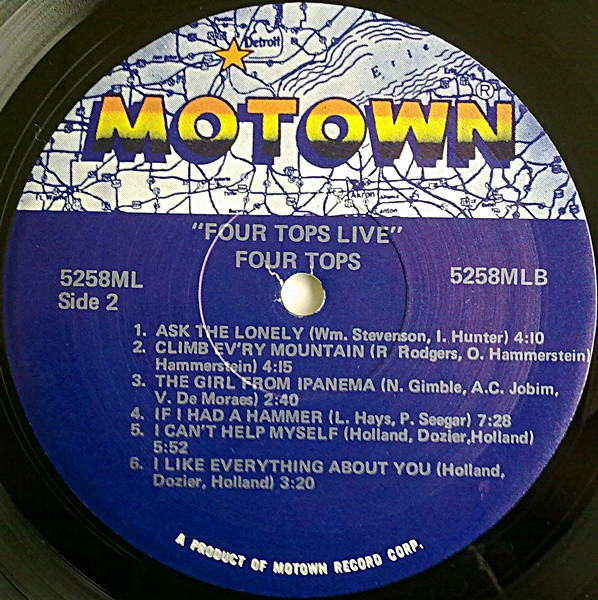 Detroit
Erie
MOTOWN®
Akron
Canton
"FOUR TOPS LIVE"
FOUR TOPS
5258ML
Side 2
5258MLB
1. ASK THE LONELY (Wm. Stevenson, I. Hunter) 4:10
2. CLIMB EV'RY MOUNTAIN (R Rodgers, O. Hammerstein
Hammerstein) 4:15
3. THE GIRL FROM IPANEMA (N. Gimble, A.C. Jobim,
V. De Moraes) 2:40
4. IF I HAD A HAMMER (L. Hays, P. Seegar) 7:28
5. I CAN'T HELP MYSELF (Holland, Dozier,Holland)
5:52
6. I LIKE EVERYTHING ABOUT YOU (Holland,
Dozier, Holland) 3:20
A PRODUCT OF MOTOWN RECORD CORP.